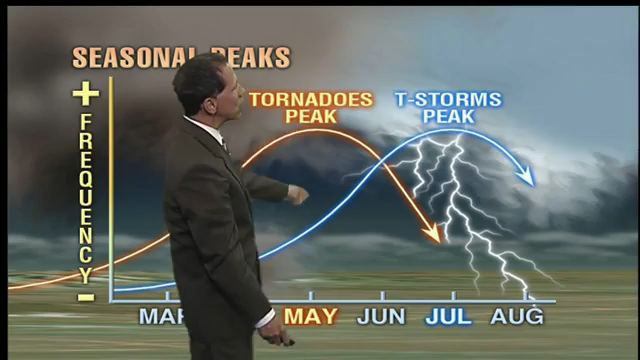 SEASONAL PEAKS
+
FREQUENCY
-
TORNADOES
PEAK
T-STORMS
PEAK
MAY JUN JUL AUG